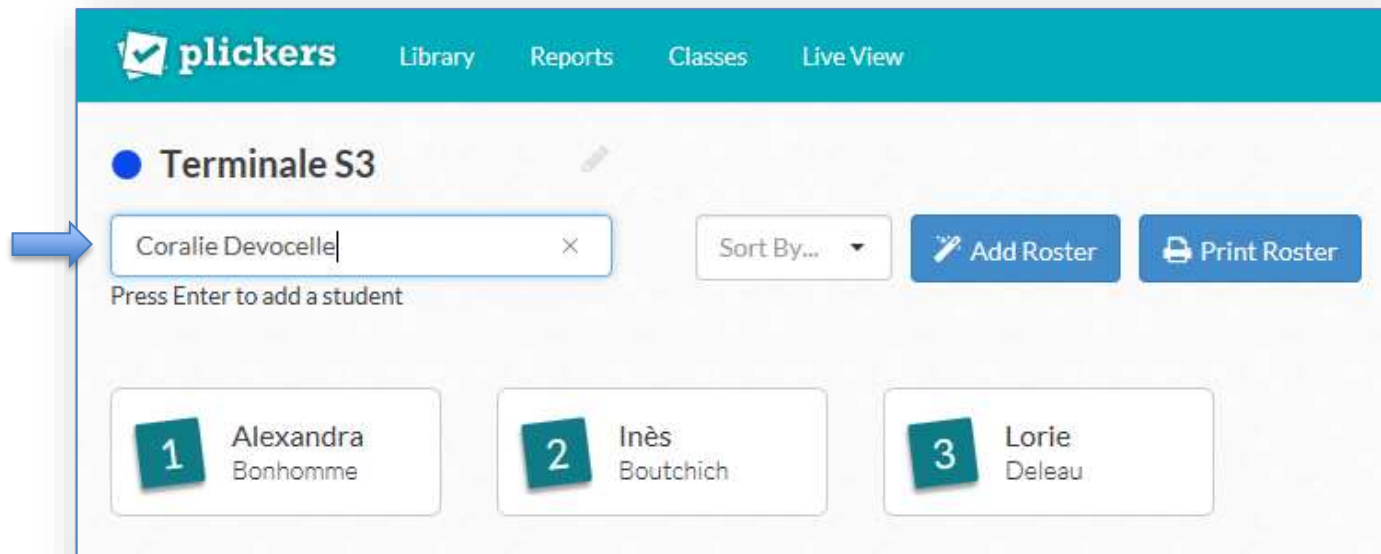 plickers Library Reports Classes Live View
Terminale S3
Coralie Devocelle × Sort By... Add Roster Print Roster
Press Enter to add a student
1 Alexandra 2 Inès 3 Lorie
Bonhomme Boutchich Deleau